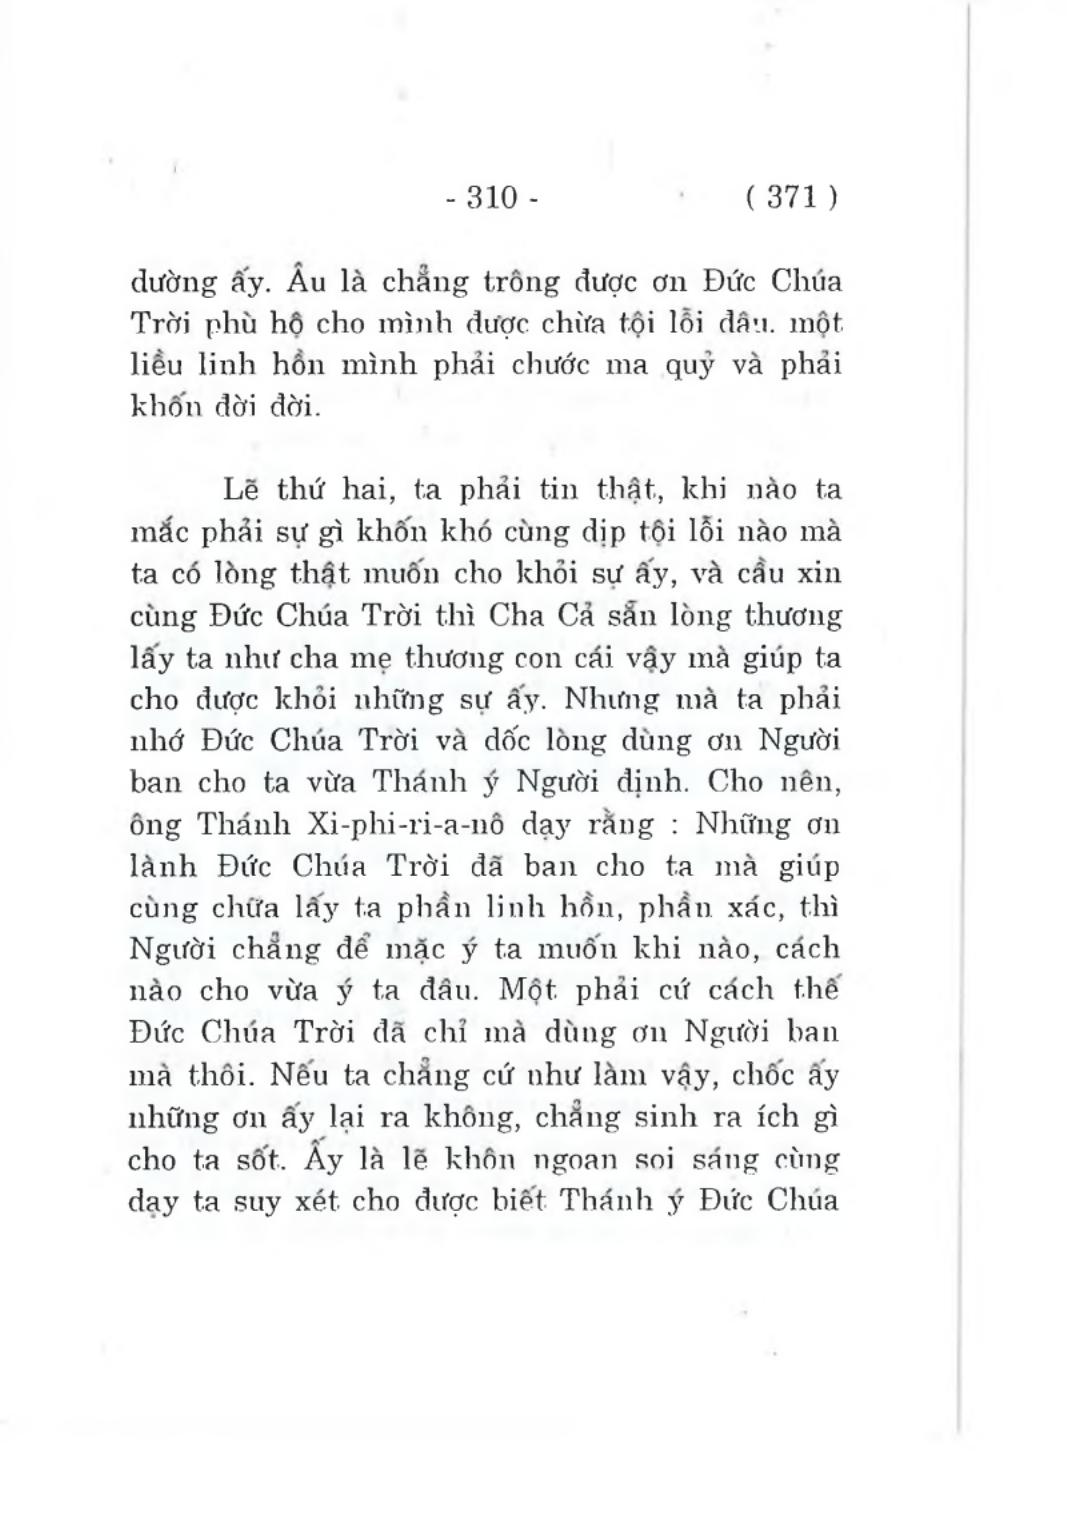 - 310 - ( 371 )
dường ấy. Âu là chẳng trông được ơn Đức Chúa
Trời phù hộ cho mình được chừa tội lỗi đâu. một
liều linh hồn mình phải chước ma quỷ và phải
khốn đời đời.
Lẽ thứ hai, ta phải tin thật, khi nào ta
mắc phải sự gì khốn khó cùng dịp tội lỗi nào mà
ta có lòng thật muốn cho khỏi sự ấy, và cầu xin
cùng Đức Chúa Trời thì Cha Cả sẵn lòng thương
lấy ta như cha mẹ thương con cái vậy mà giúp ta
cho được khỏi những sự ấy. Nhưng mà ta phải
nhớ Đức Chúa Trời và dốc lòng dùng ơn Người
ban cho ta vừa Thánh ý Người định. Cho nên,
ông Thánh Xi-phi-ri-a-nô dạy rằng : Những ơn
lành Đức Chúa Trời đã ban cho ta mà giúp
cùng chữa lấy ta phần linh hồn, phần xác, thì
Người chẳng để mặc ý ta muốn khi nào, cách
nào cho vừa ý ta đâu. Một phải cứ cách thế
Đức Chúa Trời đã chỉ mà dùng ơn Người ban
mà thôi. Nếu ta chẳng cứ như làm vậy, chốc ấy
những ơn ấy lại ra không, chẳng sinh ra ích gì
cho ta sốt. Ấy là lẽ khôn ngoan soi sáng cùng
dạy ta suy xét cho được biết Thánh ý Đức Chúa